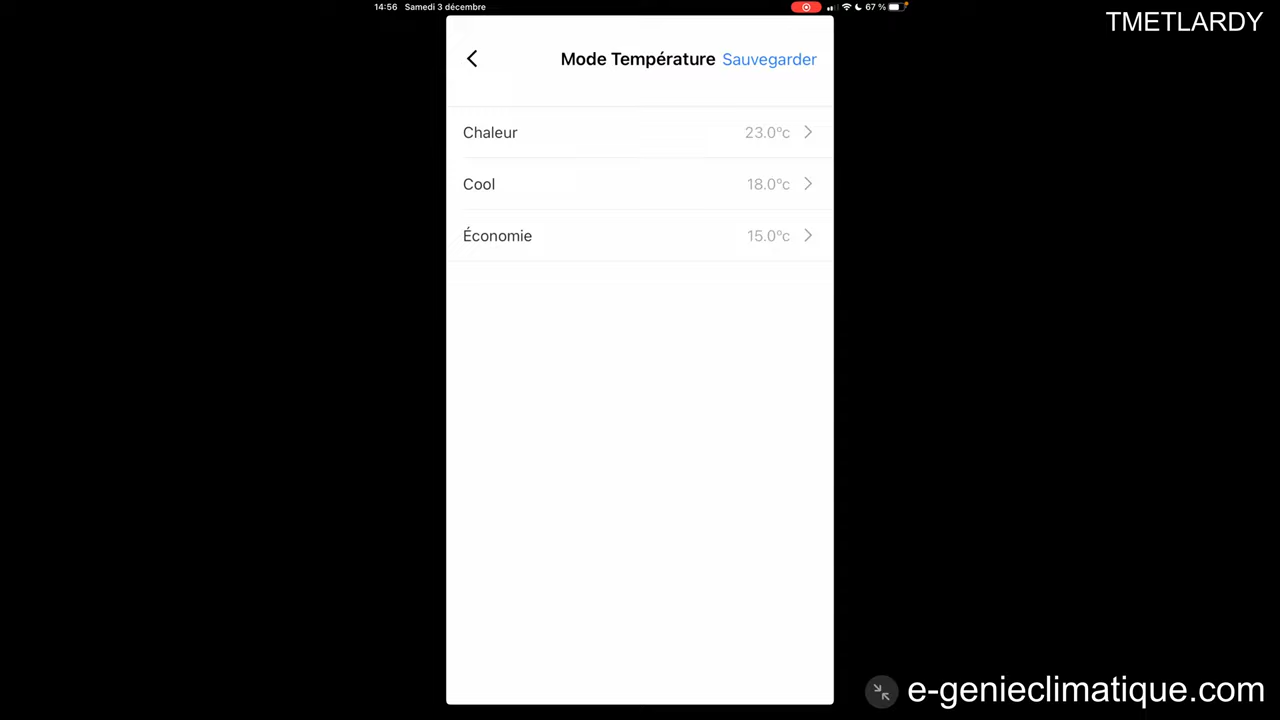 14:56 Samedi 3 décembre 67 %
TMETLARDY
Mode Température Sauvegarder
Chaleur 23.0°c
Cool 18.0°c
Économie 15.0°c
e-genieclimatique.com